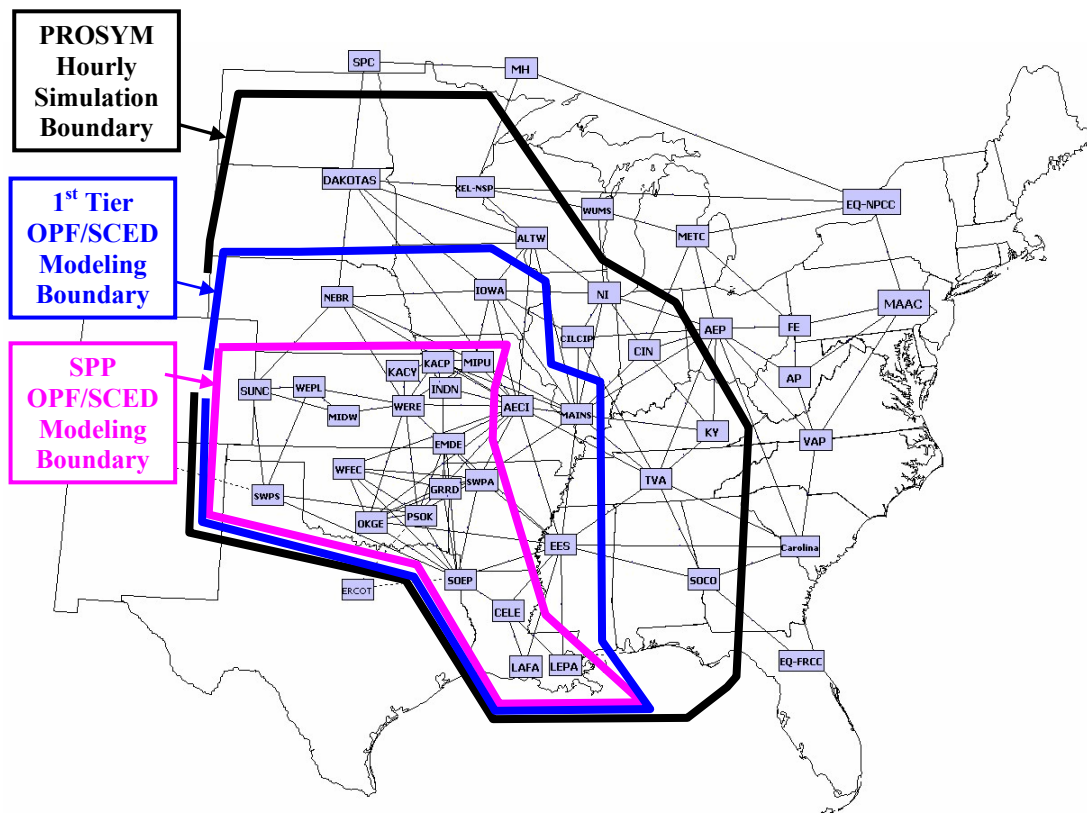 PROSYM
Hourly
Simulation
Boundary
1st Tier
OPF/SCED
Modeling
Boundary
SPP
OPF/SCED
Modeling
Boundary
SPC
MH
DAKOTAS
XEL-NSP
WUMS
EQ-NPCC
ALTW
METC
NEBR
IOWA
NI
MAAC
CILCIP
AEP
FE
CIN
KACY
KACP
MIPU
INDN
AP
SUNC
WEPL
MIDW
WERE
AECI
MAINS
KY
VAP
EMDE
WFEC
SWPA
TVA
SWPS
GRRD
OKGE
PSOK
EES
Carolina
ERCOT
SOEP
SOCO
CELE
LAFA
LEPA
EQ-FRCC